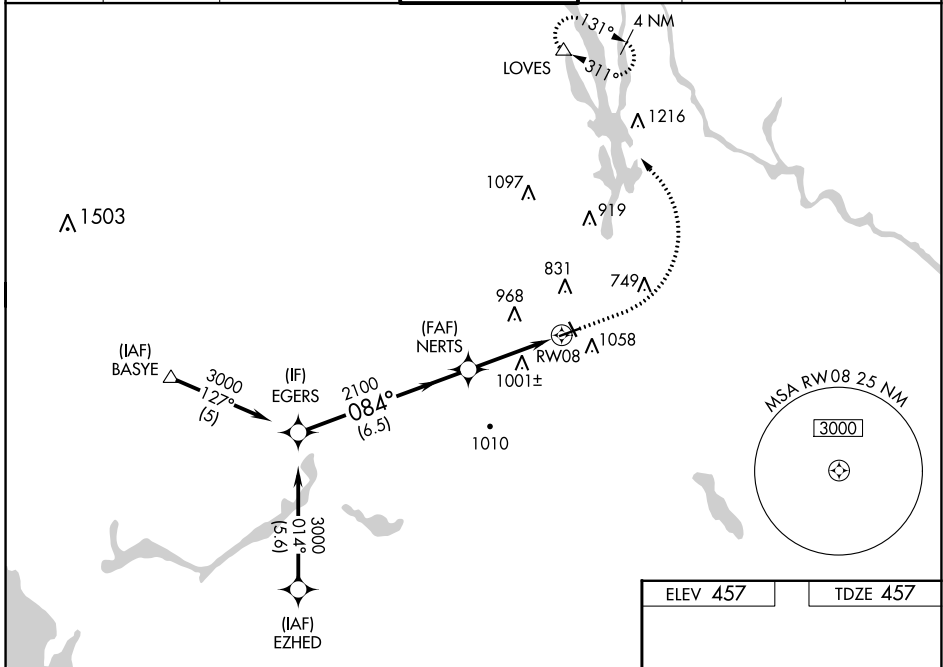 131°
4 NM
LOVES
311°
1216
1097
1503
919
831
749
968
(FAF)
NERTS
RW08
1058
1001±
(IAF)
BASYE
3000
127°
(5)
(IF)
EGERS
2100
084°
(6.5)
1010
MSA RW08 25 NM
3000
3000
014°
(5.6)
(IAF)
EZHED
ELEV 457
TDZE 457